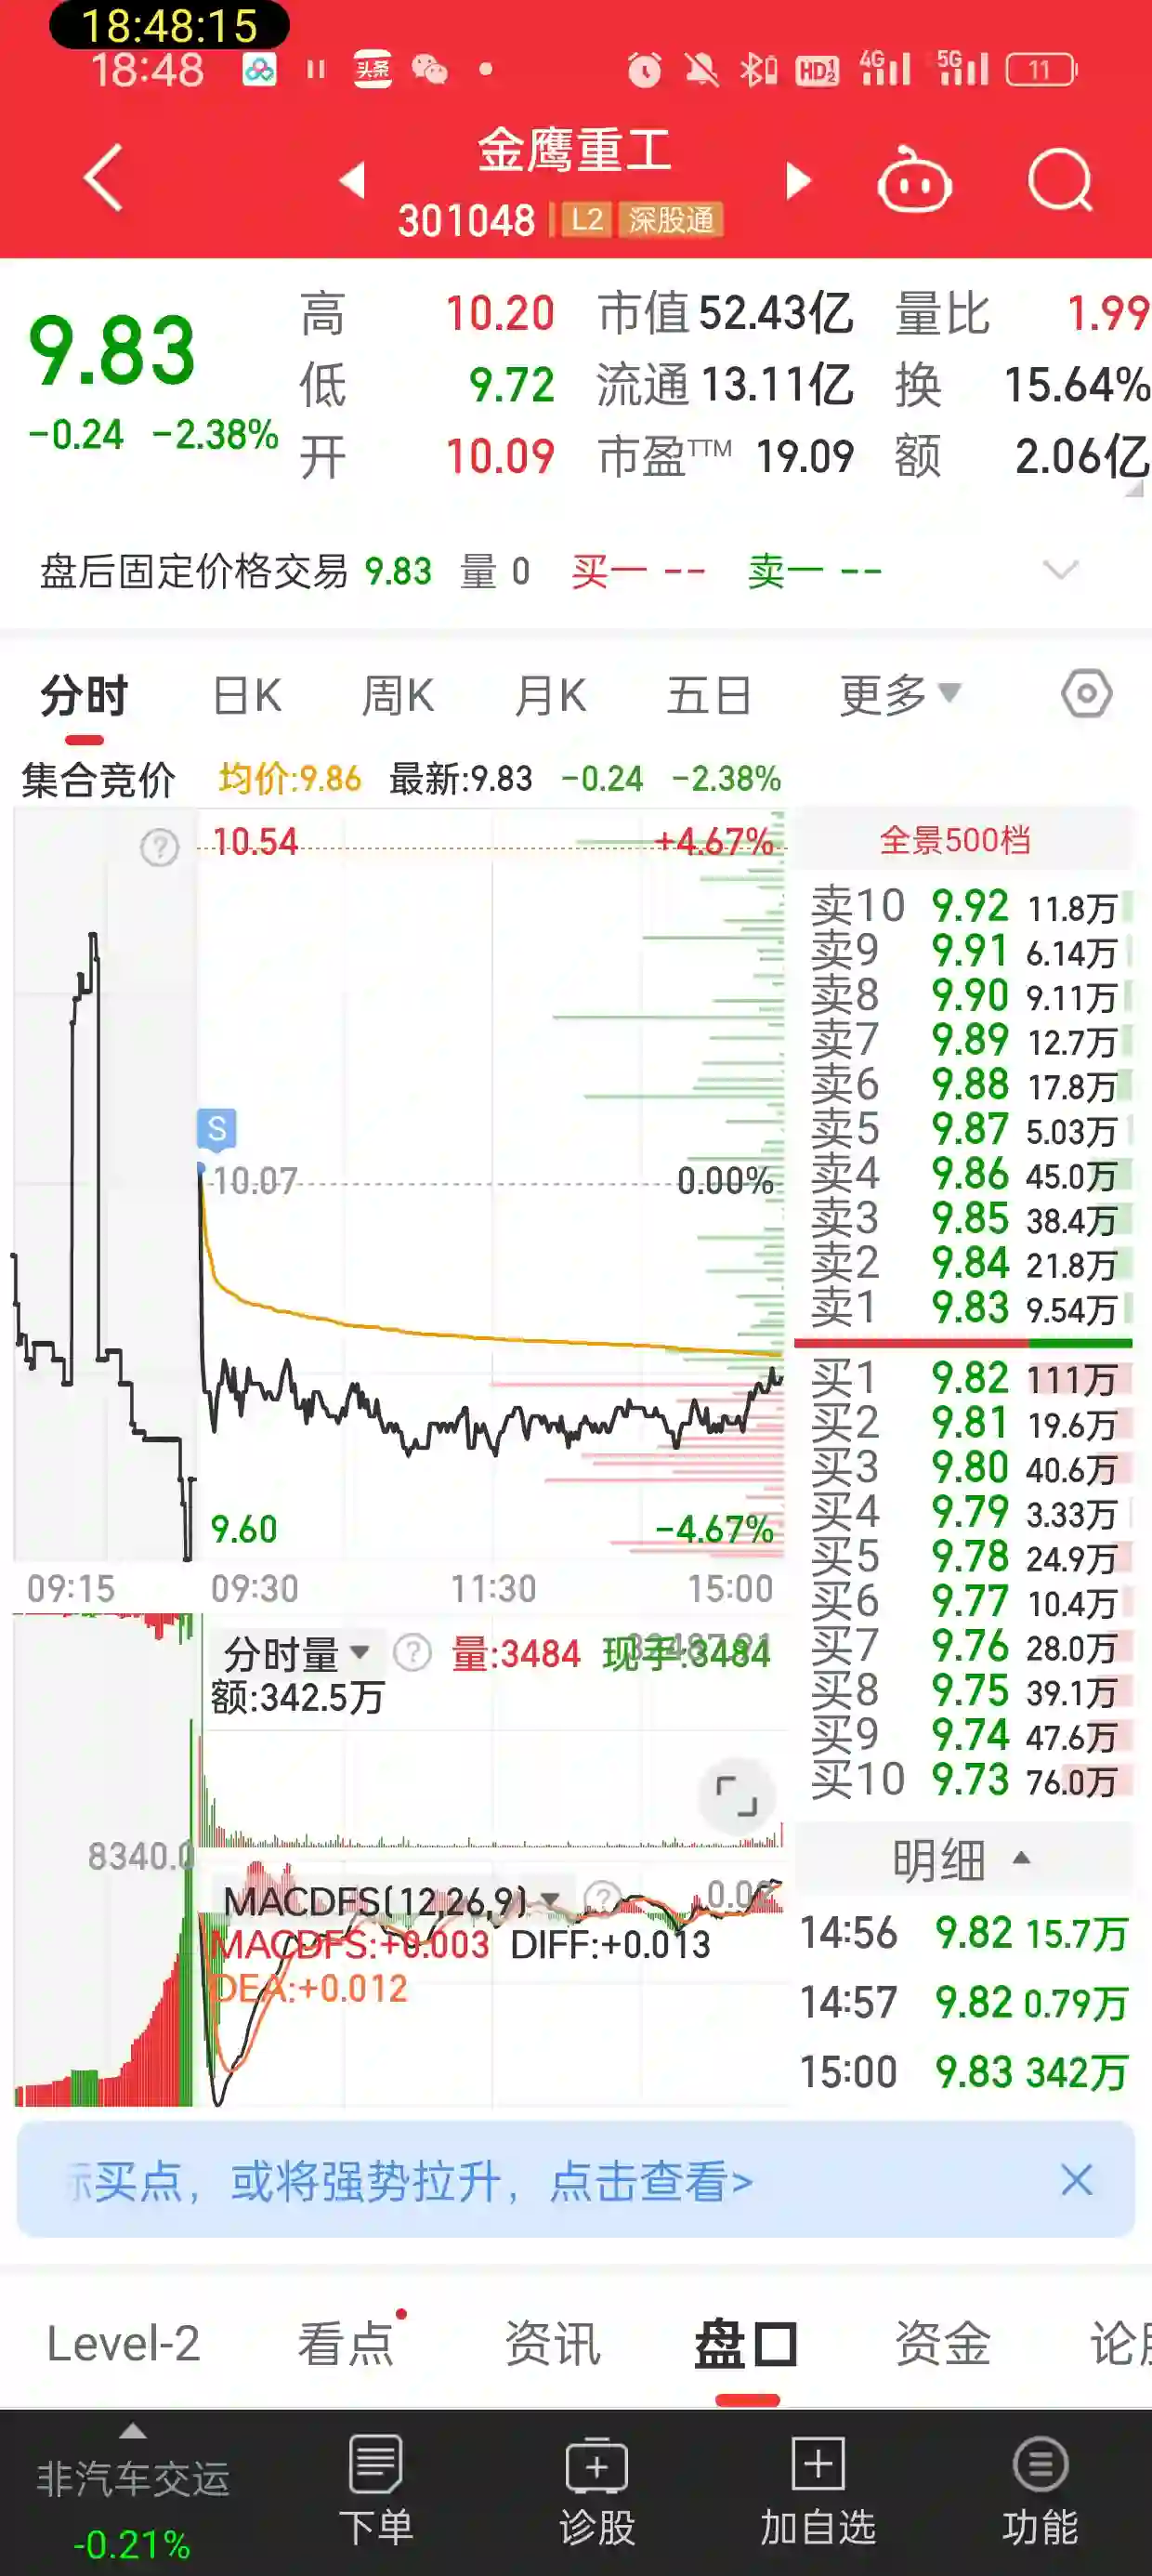 18:48:15
18:48 头条 HD 1 2 4G 5G 11
金鹰重工
301048 L2 深股通
9.83
-0.24 -2.38%
高 10.20 市值 52.43亿 量比 1.99
低 9.72 流通 13.11亿 换 15.64%
开 10.09 市盈TTM 19.09 额 2.06亿
盘后固定价格交易 9.83 量 0 买一 -- 卖一 --
分时 日K 周K 月K 五日 更多
集合竞价 均价:9.86 最新:9.83 -0.24 -2.38%
? 10.54 +4.67%
S
10.07 0.00%
9.60 -4.67%
09:15 09:30 11:30 15:00
分时量 ? 量:3484 现手:3484
额:342.5万
8340.0
MACDFS(12,26,9) ? 0.02
MACDFS:+0.003 DIFF:+0.013
DEA:+0.012
全景500档
卖10 9.92 11.8万
卖9 9.91 6.14万
卖8 9.90 9.11万
卖7 9.89 12.7万
卖6 9.88 17.8万
卖5 9.87 5.03万
卖4 9.86 45.0万
卖3 9.85 38.4万
卖2 9.84 21.8万
卖1 9.83 9.54万
买1 9.82 111万
买2 9.81 19.6万
买3 9.80 40.6万
买4 9.79 3.33万
买5 9.78 24.9万
买6 9.77 10.4万
买7 9.76 28.0万
买8 9.75 39.1万
买9 9.74 47.6万
买10 9.73 76.0万
明细
14:56 9.82 15.7万
14:57 9.82 0.79万
15:00 9.83 342万
买点，或将强势拉升，点击查看>
Level-2 看点 资讯 盘口 资金 论
非汽车交运 下单 诊股 加自选 功能
-0.21%